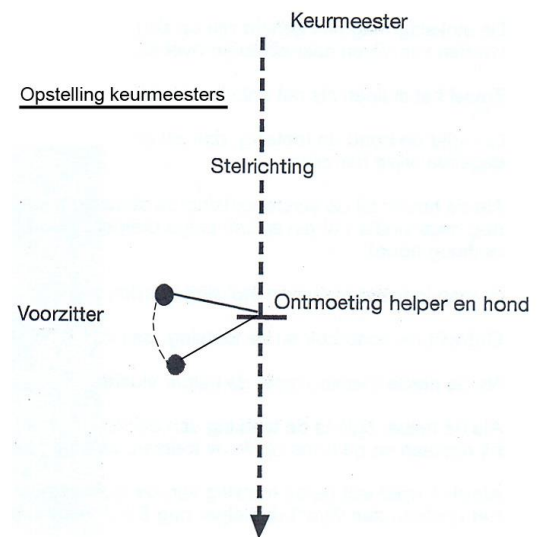 Keurmeester
Opstelling keurmeesters
Stelrichting
Voorzitter
Ontmoeting helper en hond